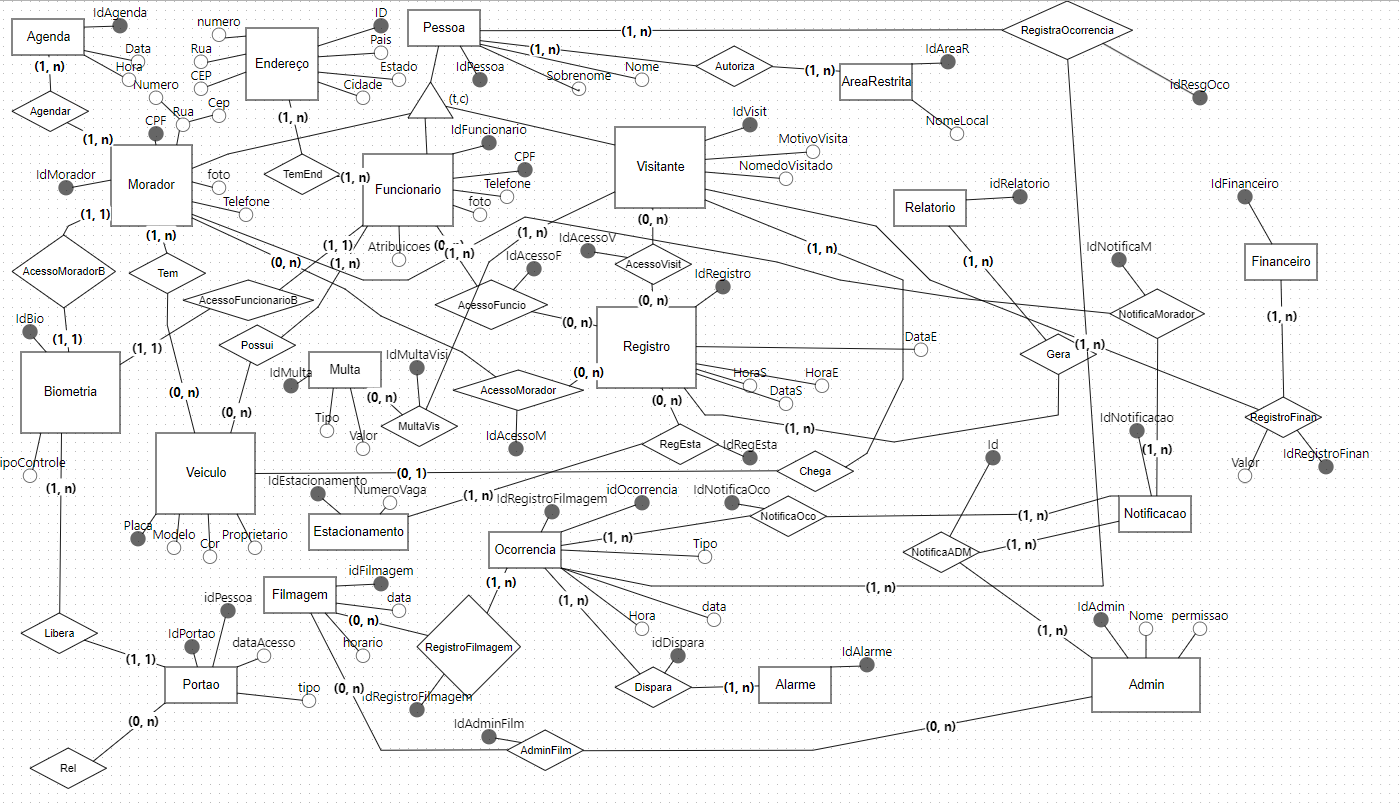 IdAgenda
Agenda
Data
Hora
(1, n)
Agendar
(1, n)
numero
Rua
CEP
Endereço
ID
País
Estado
Cidade
(1, n)
TemEnd
(1, n)
Pessoa
IdPessoa
Sobrenome
Nome
(1, n)
(1, n)
Autoriza
(1, n)
RegistraOcorrencia
idResgOco
IdAreaR
AreaRestrita
NomeLocal
(t,c)
Numero
Rua
Cep
CPF
IdMorador
Morador
foto
Telefone
(1, 1)
(1, n)
(0, n)
IdFuncionario
CPF
Funcionario
Telefone
foto
Atribuicoes
(1, 1)
(1, n)
(0, n)
(1, n)
IdVisit
Visitante
MotivoVisita
NomedoVisitado
(0, n)
(1, n)
(1, n)
Relatorio
idRelatorio
(1, n)
IdFinanceiro
Financeiro
(1, n)
AcessoMoradorB
(1, 1)
Tem
(0, n)
AcessoFuncionarioB
(1, 1)
Possui
(0, n)
IdAcessoF
AcessoFuncio
(0, n)
IdAcessoV
AcessoVisit
(0, n)
IdRegistro
Registro
DataE
HoraS
HoraE
DataS
(0, n)
(1, n)
IdNotificaM
NotificaMorador
(1, n)
Gera
(1, n)
IdBio
Biometria
TipoControle
(1, n)
IdMulta
Multa
Tipo
Valor
(0, n)
IdMultaVisi
MultaVis
AcessoMorador
(0, n)
IdAcessoM
RegistroFinan
Valor
IdRegistroFinan
Veiculo
Placa
Modelo
Cor
Proprietario
(0, 1)
Chega
RegEsta
IdRegEsta
(1, n)
IdEstacionamento
NumeroVaga
Estacionamento
Id
IdNotificacao
Notificacao
IdRegistroFilmagem
idOcorrencia
Ocorrencia
Tipo
Hora
data
(1, n)
(1, n)
(1, n)
(1, n)
IdNotificaOco
NotificaOco
(1, n)
NotificaADM
(1, n)
(1, n)
Filmagem
idFilmagem
data
horario
(0, n)
(0, n)
RegistroFilmagem
idRegistroFilmagem
Libera
(1, 1)
idPessoa
IdPortao
dataAcesso
Portao
tipo
(0, n)
Rel
idDispara
Dispara
(1, n)
Alarme
IdAlarme
IdAdmin
Nome
permissao
Admin
(0, n)
IdAdminFilm
AdminFilm